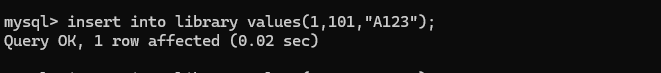 mysql> insert into library values(1,101,"A123");
Query OK, 1 row affected (0.02 sec)